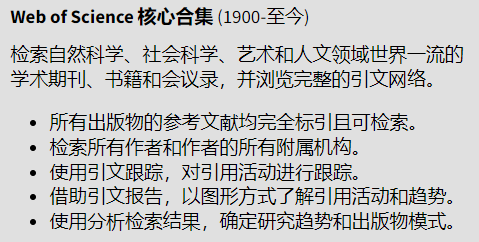 Web of Science 核心合集 (1900-至今)
检索自然科学、社会科学、艺术和人文领域世界一流的
学术期刊、书籍和会议录，并浏览完整的引文网络。
• 所有出版物的参考文献均完全标引且可检索。
• 检索所有作者和作者的所有附属机构。
• 使用引文跟踪，对引用活动进行跟踪。
• 借助引文报告，以图形方式了解引用活动和趋势。
• 使用分析检索结果，确定研究趋势和出版物模式。